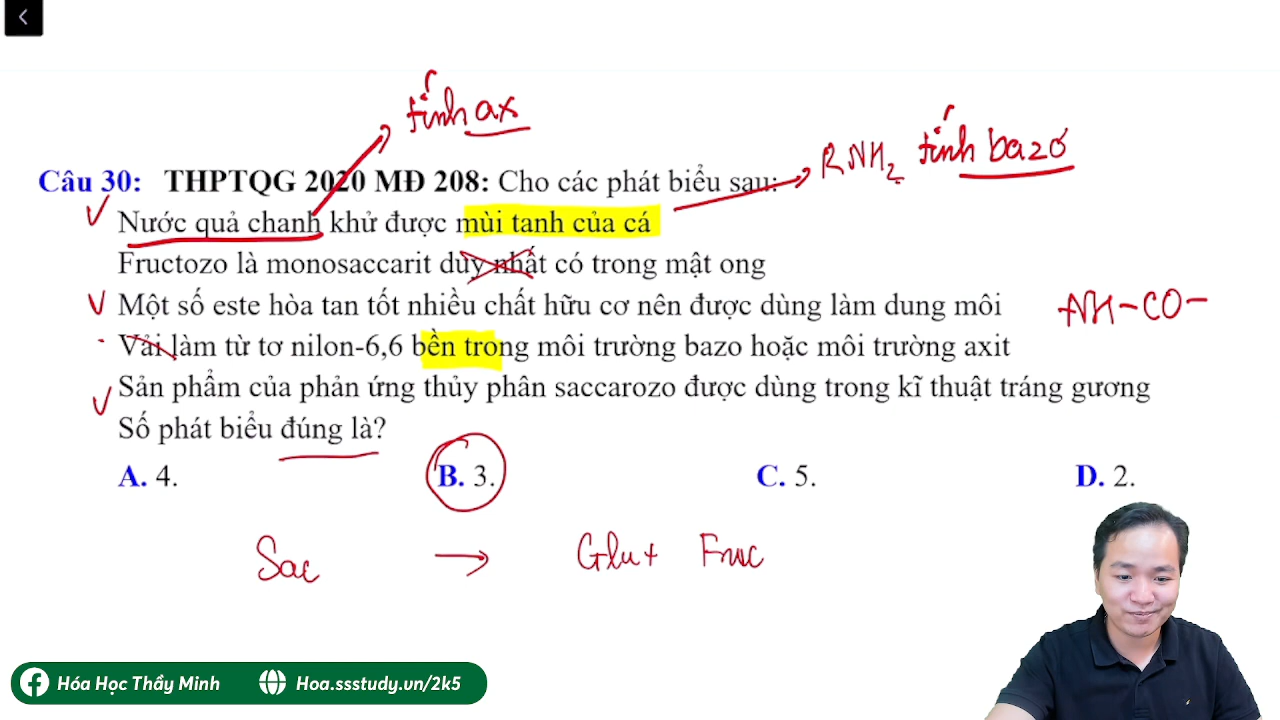 tính ax
RNH2 tính bazơ
Câu 30: THPTQG 2020 MĐ 208: Cho các phát biểu sau:
Nước quả chanh khử được mùi tanh của cá
Fructozo là monosaccarit duy nhất có trong mật ong
Một số este hòa tan tốt nhiều chất hữu cơ nên được dùng làm dung môi
-NH-CO-
Vải làm từ tơ nilon-6,6 bền trong môi trường bazo hoặc môi trường axit
Sản phẩm của phản ứng thủy phân saccarozo được dùng trong kĩ thuật tráng gương
Số phát biểu đúng là?
A. 4. B. 3. C. 5. D. 2.
Sac → Glu + Fruc
Hóa Học Thầy Minh Hoa.ssstudy.vn/2k5